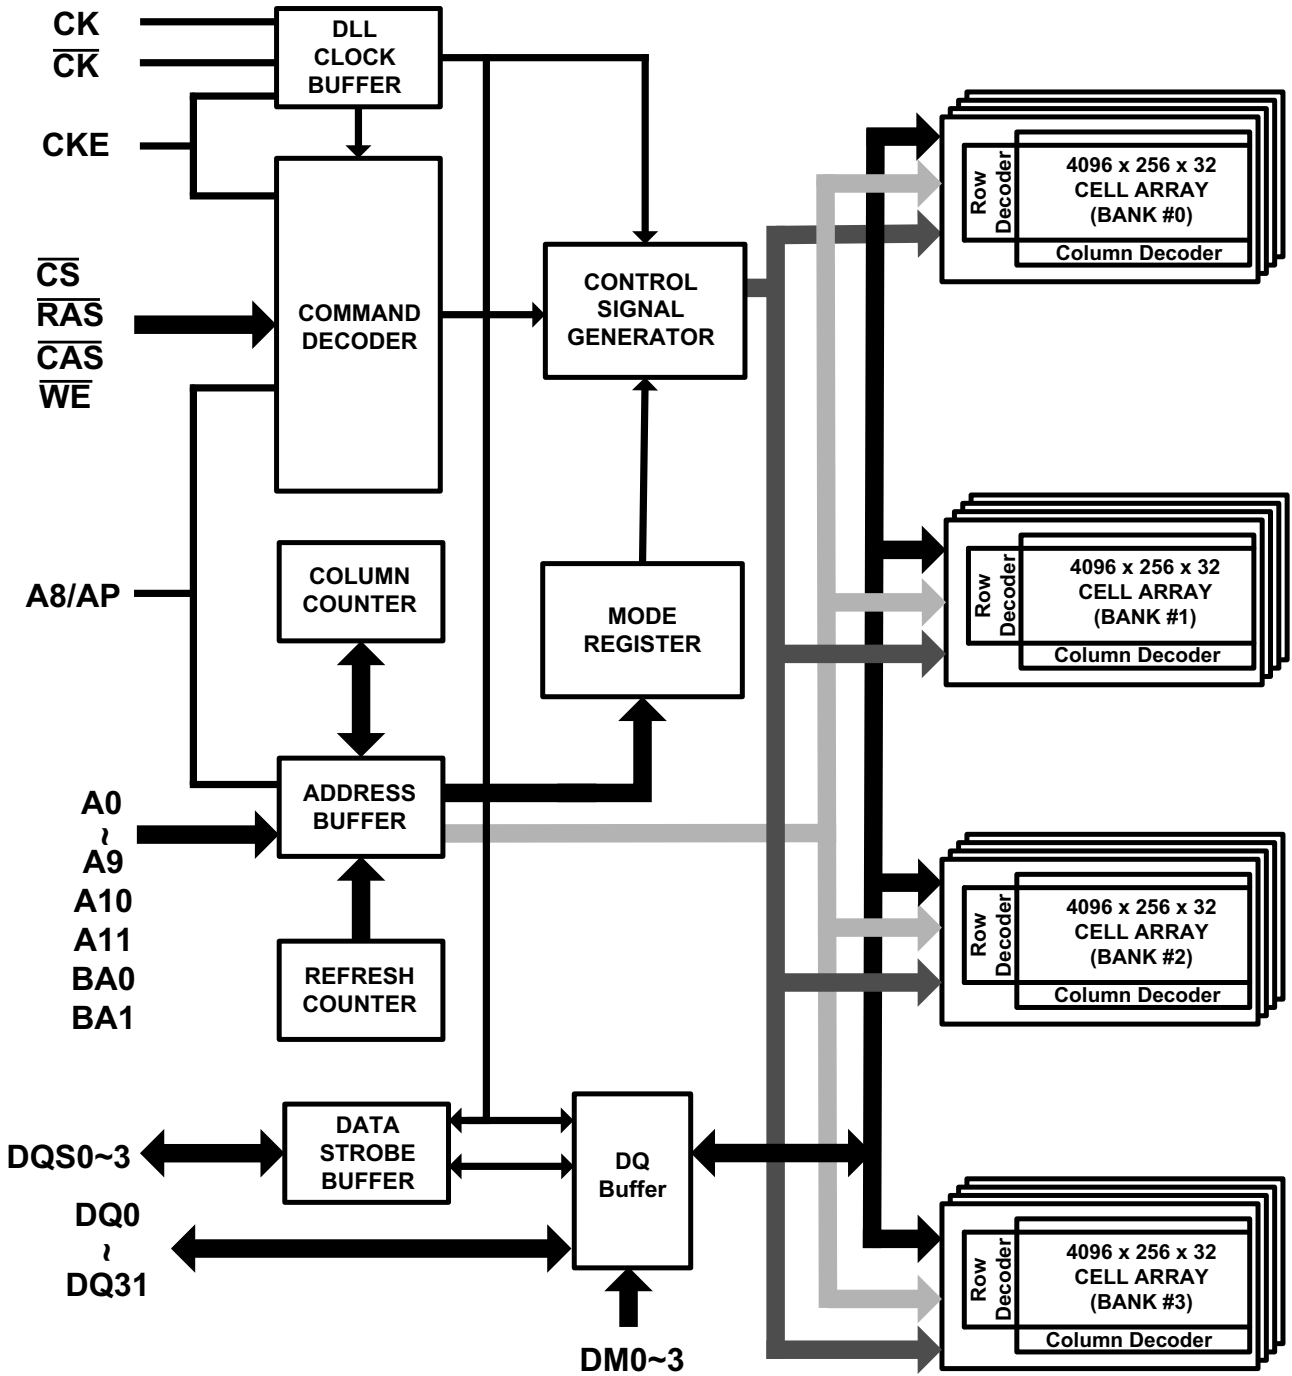 CK
CK
CKE
CS
RAS
CAS
WE
A8/AP
A0
~
A9
A10
A11
BA0
BA1
DQS0~3
DQ0
~
DQ31
DLL
CLOCK
BUFFER
COMMAND
DECODER
COLUMN
COUNTER
ADDRESS
BUFFER
REFRESH
COUNTER
DATA
STROBE
BUFFER
CONTROL
SIGNAL
GENERATOR
MODE
REGISTER
DQ
Buffer
DM0~3
Row
Decoder
4096 x 256 x 32
CELL ARRAY
(BANK #0)
Column Decoder
Row
Decoder
4096 x 256 x 32
CELL ARRAY
(BANK #1)
Column Decoder
Row
Decoder
4096 x 256 x 32
CELL ARRAY
(BANK #2)
Column Decoder
Row
Decoder
4096 x 256 x 32
CELL ARRAY
(BANK #3)
Column Decoder